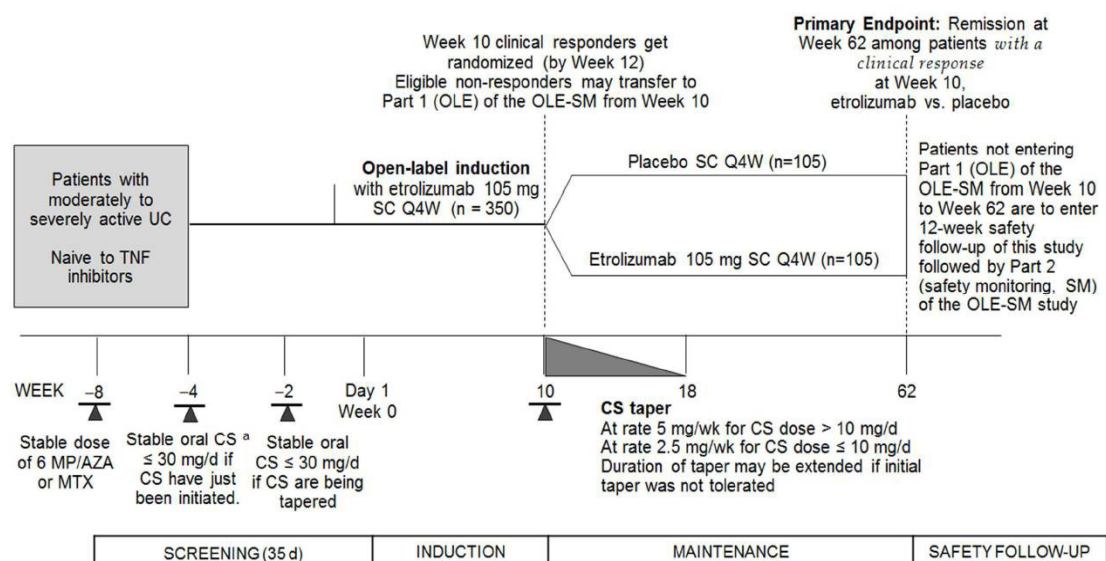 Week 10 clinical responders get
randomized (by Week 12)
Eligible non-responders may transfer to
Part 1 (OLE) of the OLE-SM from Week 10
Primary Endpoint: Remission at
Week 62 among patients with a
clinical response
at Week 10,
etrolizumab vs. placebo
Patients with
moderately to
severely active UC
Naive to TNF
inhibitors
Open-label induction
with etrolizumab 105 mg
SC Q4W (n = 350)
Placebo SC Q4W (n=105)
Etrolizumab 105 mg SC Q4W (n=105)
Patients not entering
Part 1 (OLE) of the
OLE-SM from Week 10
to Week 62 are to enter
12-week safety
follow-up of this study
followed by Part 2
(safety monitoring, SM)
of the OLE-SM study
WEEK –8 –4 –2 Day 1 10 18 62
Week 0
Stable dose
of 6 MP/AZA
or MTX
Stable oral CS a
≤ 30 mg/d if
CS have just
been initiated.
Stable oral
CS ≤ 30 mg/d
if CS are being
tapered
CS taper
At rate 5 mg/wk for CS dose > 10 mg/d
At rate 2.5 mg/wk for CS dose ≤ 10 mg/d
Duration of taper may be extended if initial
taper was not tolerated
SCREENING (35 d) INDUCTION MAINTENANCE SAFETY FOLLOW-UP